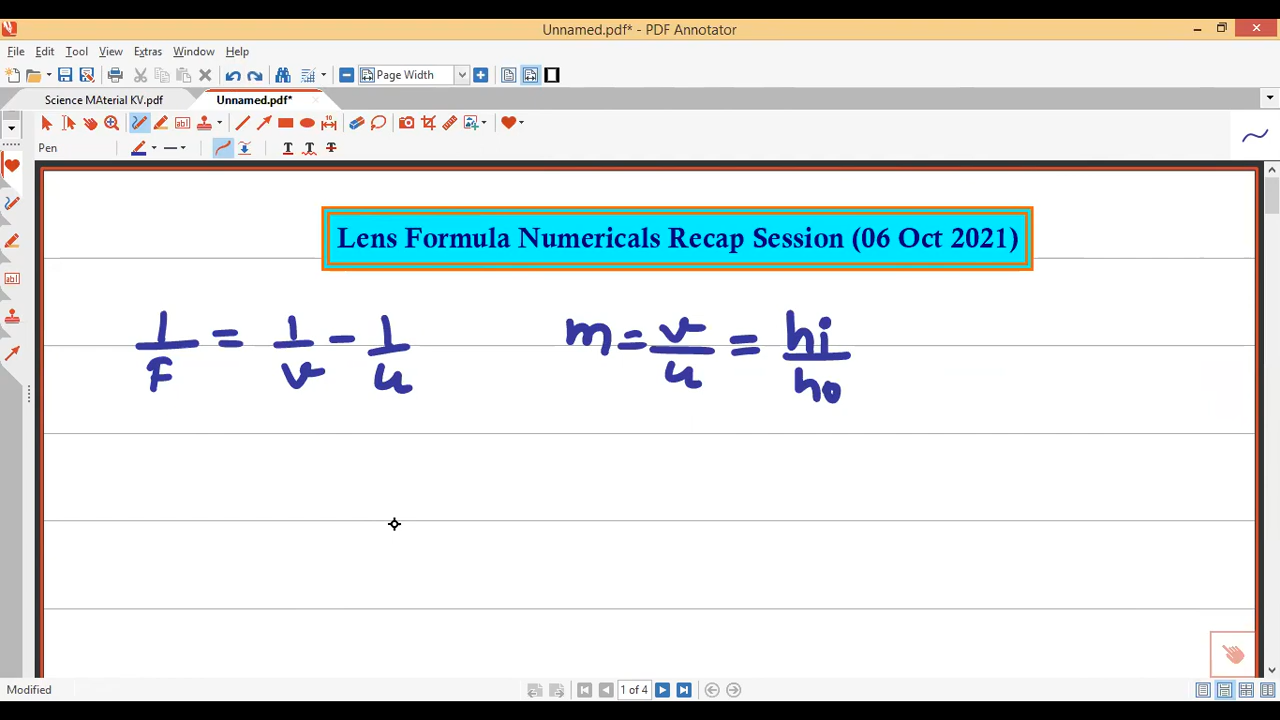 Unnamed.pdf* - PDF Annotator
File Edit Tool View Extras Window Help
Page Width
Science MAterial KV.pdf Unnamed.pdf*
10
Pen
T T T
Lens Formula Numericals Recap Session (06 Oct 2021)
1/F = 1/v - 1/u m = v/u = hi/ho
Modified 1 of 4